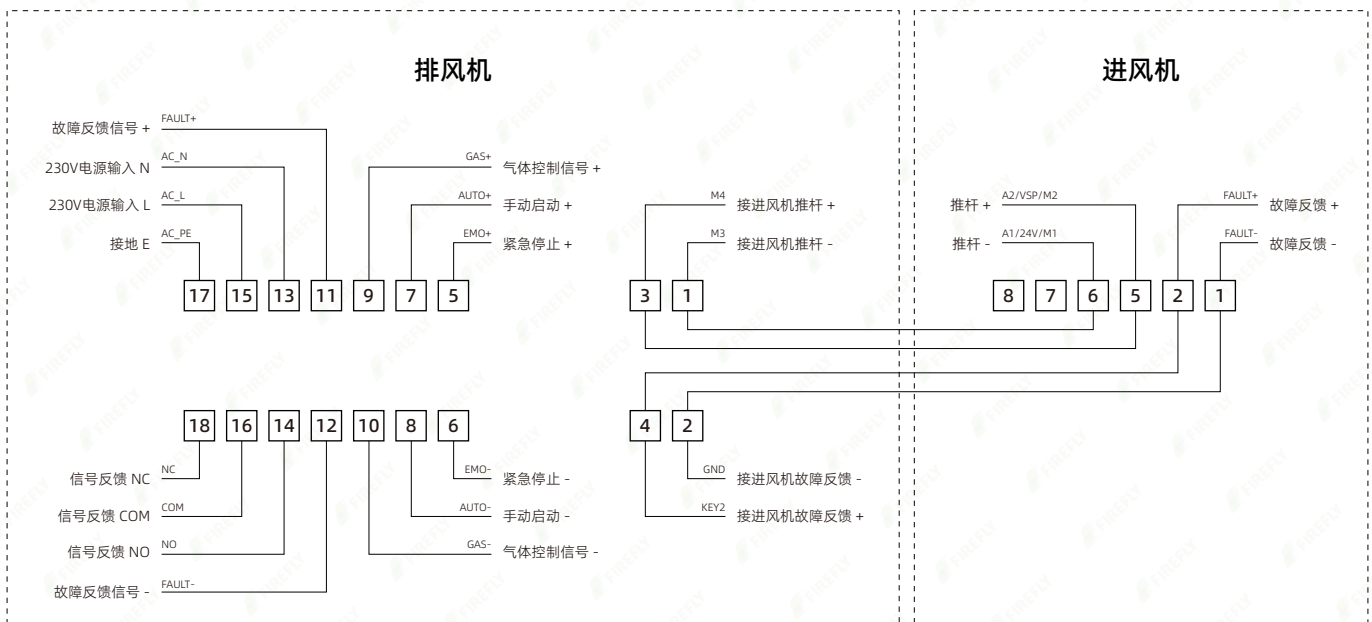 排风机
进风机
故障反馈信号 + FAULT+
230V电源输入 N AC_N
230V电源输入 L AC_L
接地 E AC_PE
GAS+ 气体控制信号 +
AUTO+ 手动启动 +
EMO+ 紧急停止 +
M4 接进风机推杆 +
M3 接进风机推杆 -
推杆 + A2/VSP/M2
推杆 - A1/24V/M1
FAULT+ 故障反馈 +
FAULT- 故障反馈 -
17 15 13 11 9 7 5 3 1
8 7 6 5 2 1
18 16 14 12 10 8 6 4 2
信号反馈 NC NC
信号反馈 COM COM
信号反馈 NO NO
故障反馈信号 - FAULT-
EMO- 紧急停止 -
AUTO- 手动启动 -
GAS- 气体控制信号 -
GND 接进风机故障反馈 -
KEY2 接进风机故障反馈 +
FIREFLY